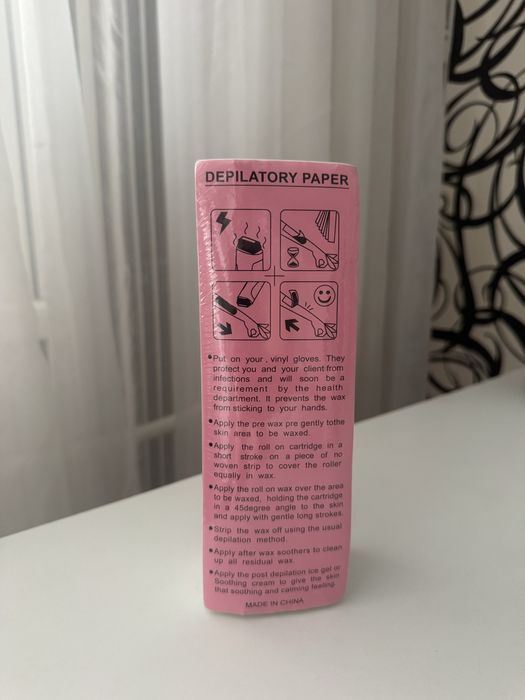 DEPILATORY PAPER
•Put on your , vinyl gloves. They
protect you and your client from
infections and will soon be a
requirement by the health
department. It prevents the wax
from sticking to your hands.
•Apply the pre wax pre gently tothe
skin area to be waxed.
•Apply the roll on cartridge in a
short stroke on a piece of no
woven strip to cover the roller
equally in wax.
•Apply the roll on wax over the area
to be waxed, holding the cartridge
in a 45degree angle to the skin
and apply with gentle long strokes.
•Strip the wax off using the usual
depilation method.
•Apply after wax soothers to clean
up all residual wax.
•Apply the post depilation Ice gel or
Soothing cream to give the skin
that soothing and calming feeling.
MADE IN CHINA